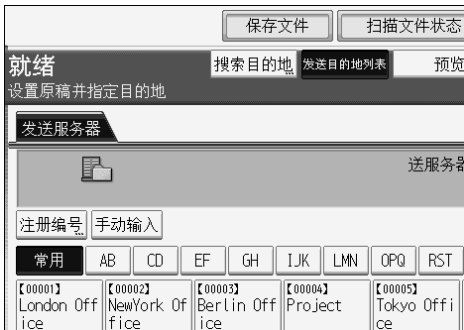 保存文件 扫描文件状态
就绪 搜索目的地 发送目的地列表 预览
设置原稿并指定目的地
发送服务器
送服务器
注册编号 手动输入
常用 AB CD EF GH IJK LMN OPQ RST
【00001】 【00002】 【00003】 【00004】 【00005】
London Off NewYork Of Berlin Off Project Tokyo Offi
ice ffice ice ce